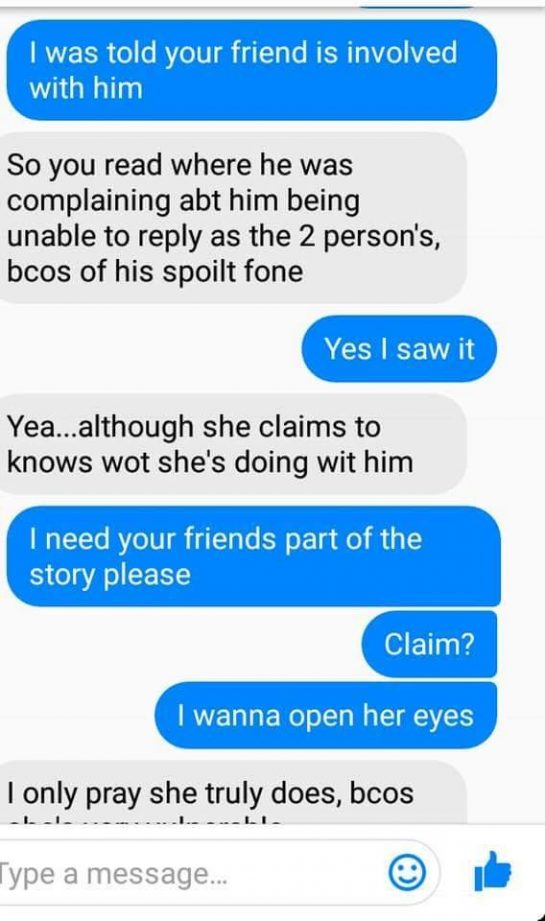 I was told your friend is involved
with him
So you read where he was
complaining abt him being
unable to reply as the 2 person's,
bcos of his spoilt fone
Yes I saw it
Yea...although she claims to
knows wot she's doing wit him
I need your friends part of the
story please
Claim?
I wanna open her eyes
I only pray she truly does, bcos
Type a message...